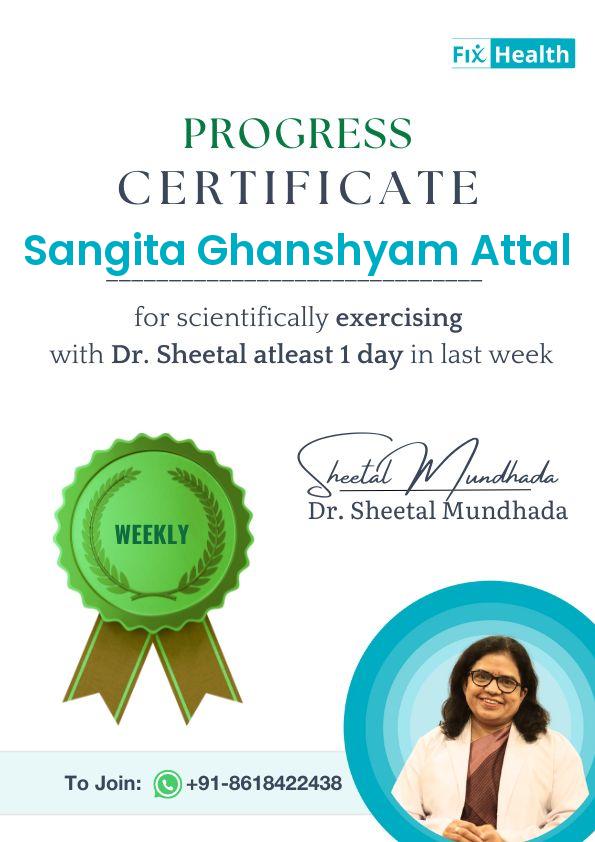 Fix Health
PROGRESS
CERTIFICATE
Sangita Ghanshyam Attal
for scientifically exercising
with Dr. Sheetal atleast 1 day in last week
WEEKLY
Sheetal Mundhada
Dr. Sheetal Mundhada
To Join: +91-8618422438